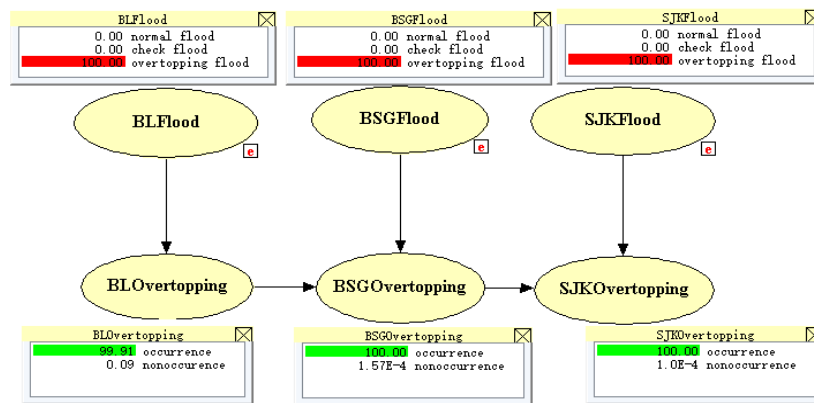 BLFlood
0.00 normal flood
0.00 check flood
100.00 overtopping flood
BSGFlood
0.00 normal flood
0.00 check flood
100.00 overtopping flood
SJKFlood
0.00 normal flood
0.00 check flood
100.00 overtopping flood
BLFlood
e
BSGFlood
e
SJKFlood
e
BLOvertopping
BSGOvertopping
SJKOvertopping
BLOvertopping
99.91 occurrence
0.09 nonoccurence
BSGOvertopping
100.00 occurrence
1.57E-4 nonoccurrence
SJKOvertopping
100.00 occurrence
1.0E-4 nonoccurrence